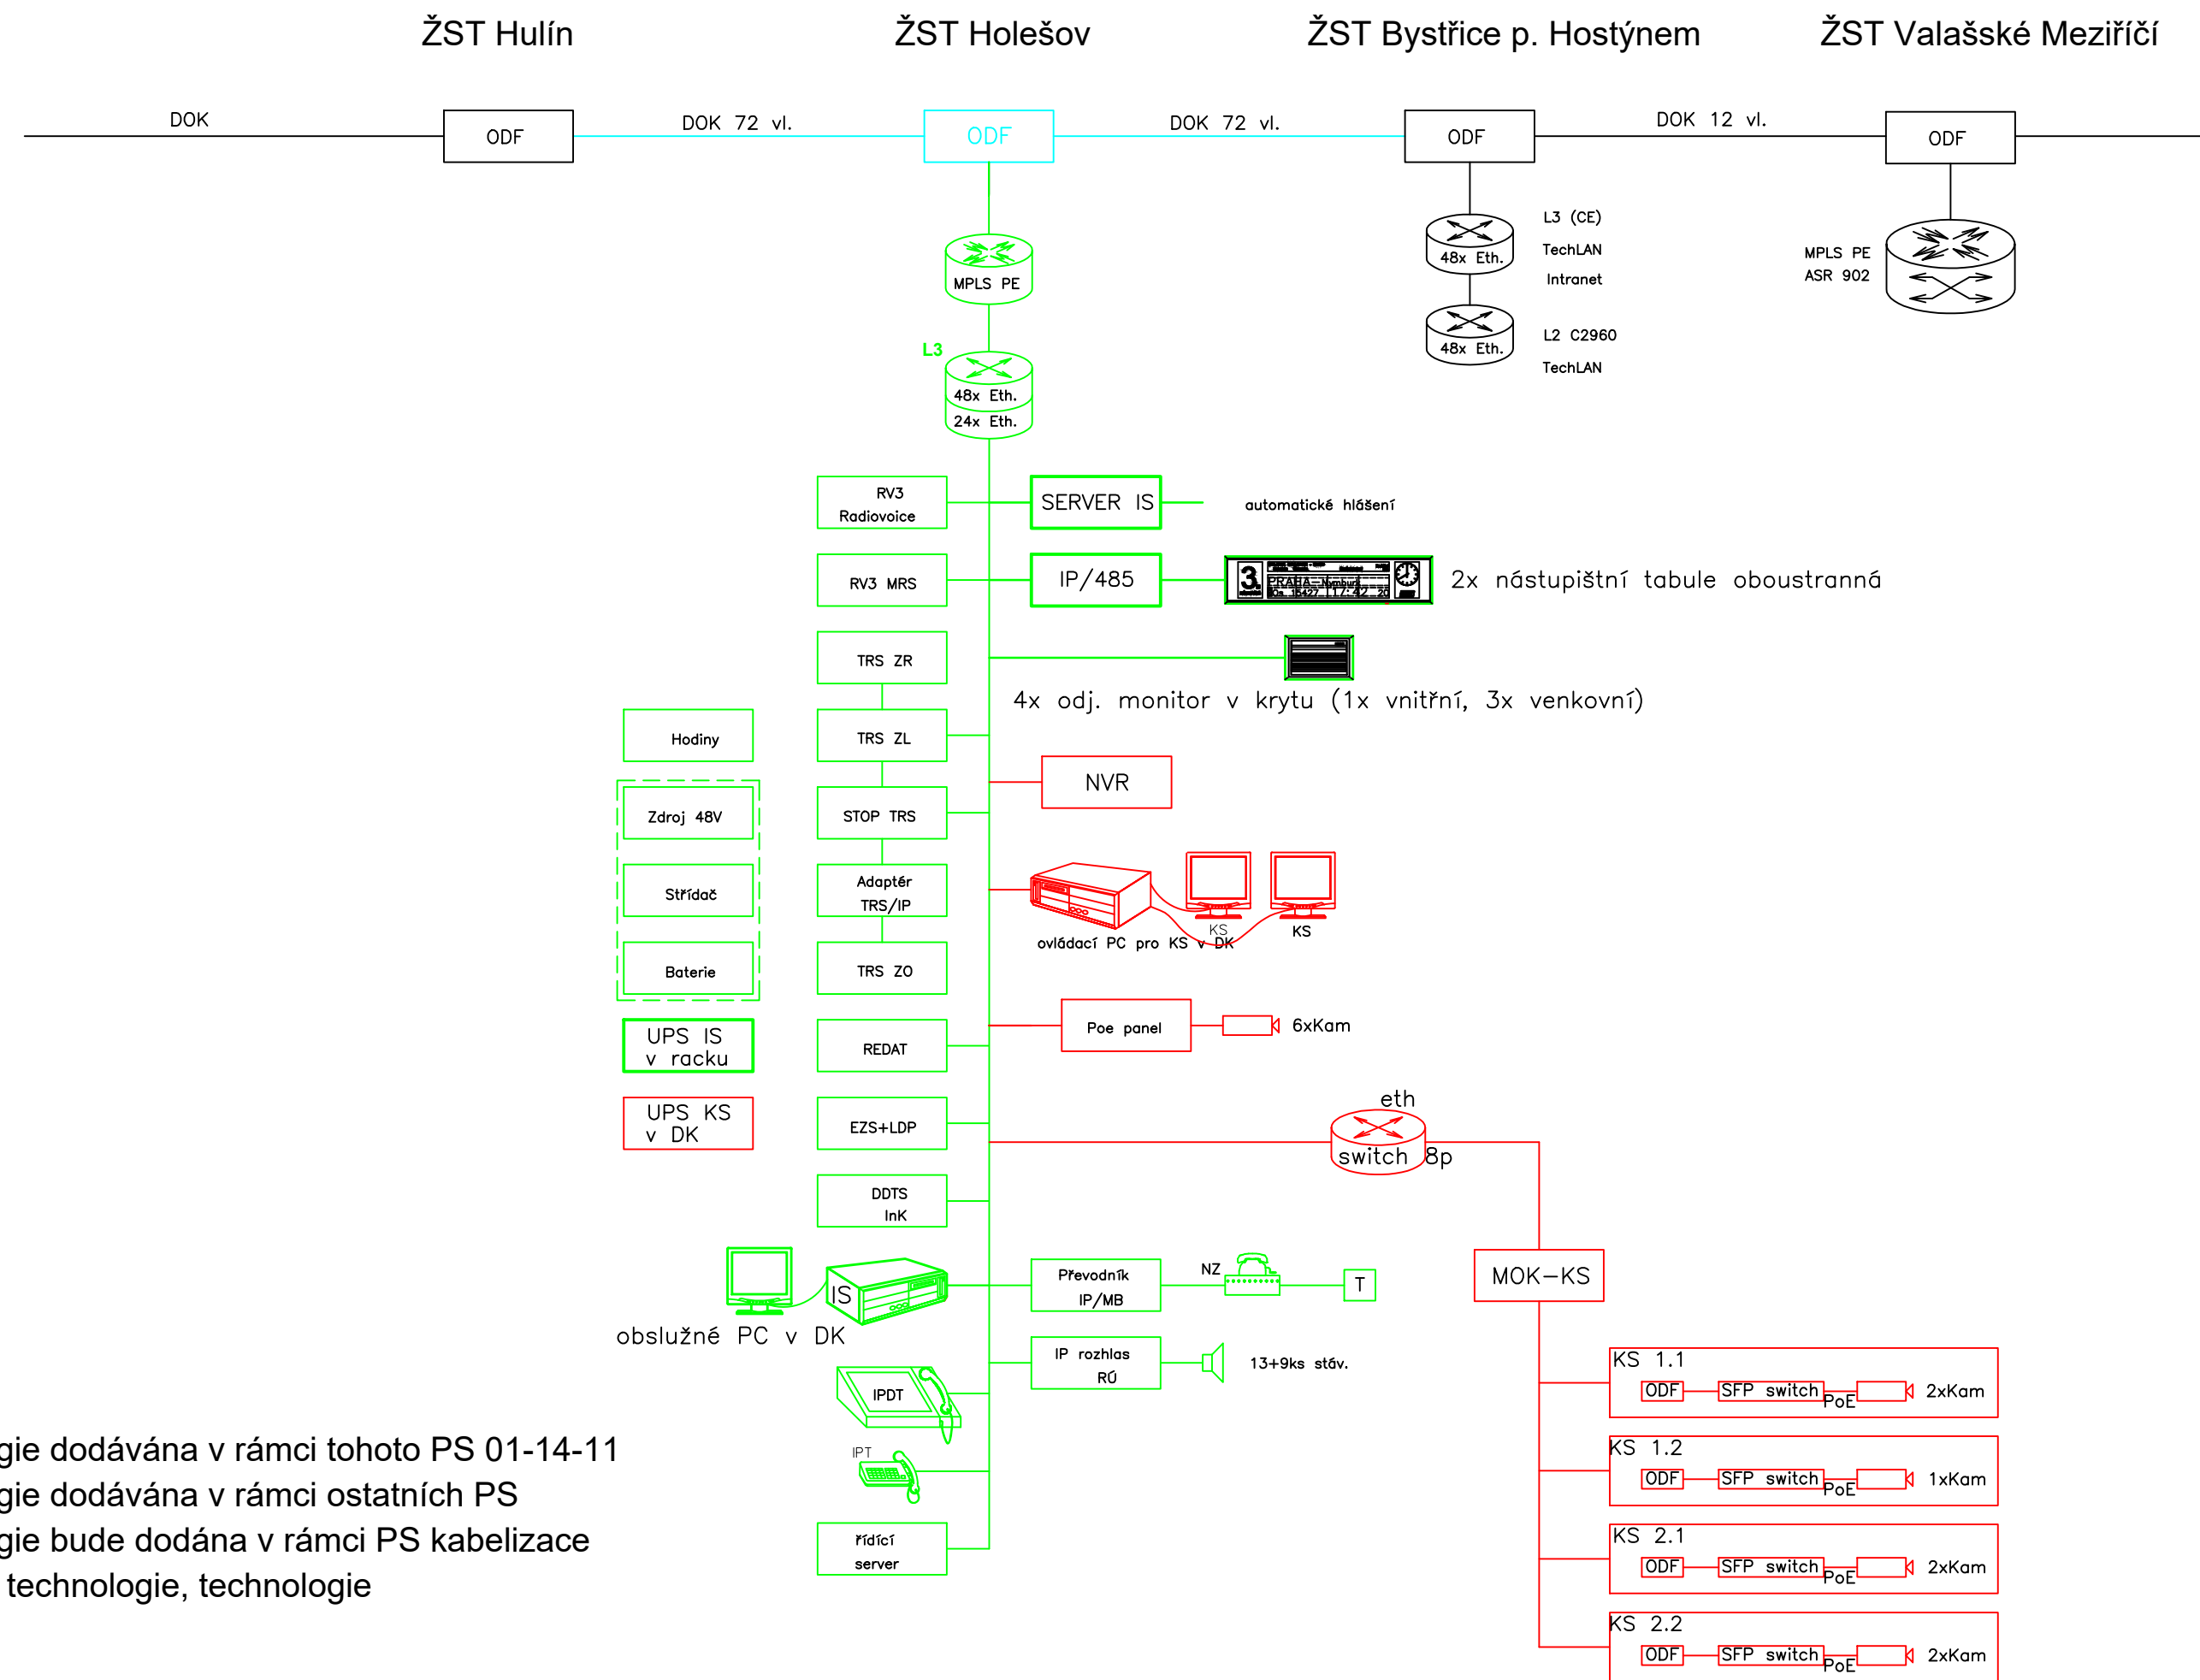 ŽST Hulín
ŽST Holešov
ŽST Bystřice p. Hostýnem
ŽST Valašské Meziříčí
DOK
ODF
DOK 72 vl.
ODF
DOK 72 vl.
ODF
DOK 12 vl.
ODF
MPLS PE
L3
48x Eth.
24x Eth.
48x Eth.
L3 (CE)
TechLAN
Intranet
48x Eth.
L2 C2960
TechLAN
MPLS PE
ASR 902
RV3
Radiovoice
SERVER IS
automatické hlášení
RV3 MRS
IP/485
3.
PRAHA-Nymburk
Os 15427 17:42 20
2x nástupištní tabule oboustranná
TRS ZR
4x odj. monitor v krytu (1x vnitřní, 3x venkovní)
Hodiny
TRS ZL
NVR
Zdroj 48V
STOP TRS
Střídač
Adaptér
TRS/IP
KS
KS
ovládací PC pro KS v DK
Baterie
TRS ZO
UPS IS
v racku
REDAT
Poe panel
6xKam
UPS KS
v DK
EZS+LDP
eth
switch 8p
DDTS
InK
IS
obslužné PC v DK
Převodník
IP/MB
NZ
T
MOK-KS
IP rozhlas
RÚ
13+9ks stáv.
IPDT
IPT
řídící
server
KS 1.1
ODF
SFP switch
PoE
2xKam
KS 1.2
ODF
SFP switch
PoE
1xKam
KS 2.1
ODF
SFP switch
PoE
2xKam
KS 2.2
ODF
SFP switch
PoE
2xKam
gie dodávána v rámci tohoto PS 01-14-11
gie dodávána v rámci ostatních PS
gie bude dodána v rámci PS kabelizace
technologie, technologie